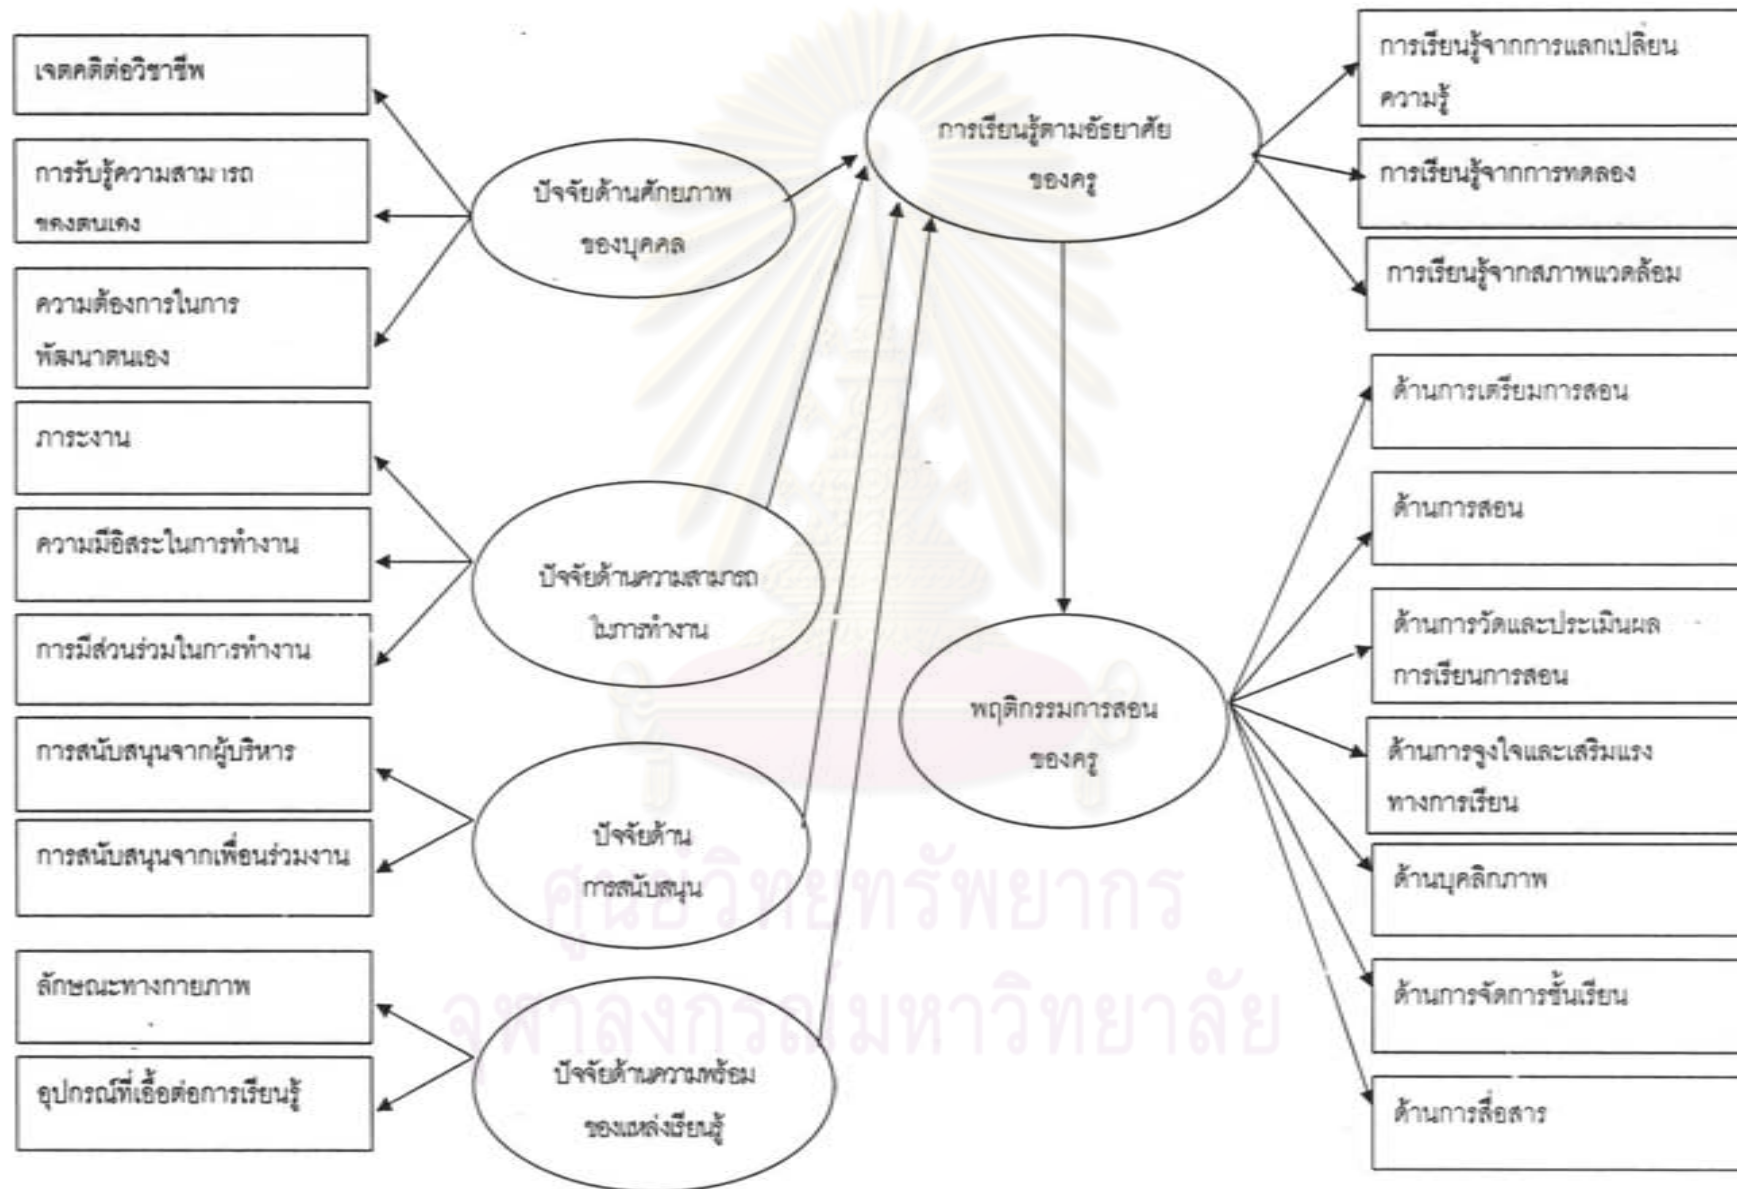 เจตคติต่อวิชาชีพ
การรับรู้ความสามารถ
ของตนเอง
ความต้องการในการ
พัฒนาตนเอง
ภาระงาน
ความมีอิสระในการทำงาน
การมีส่วนร่วมในการทำงาน
การสนับสนุนจากผู้บริหาร
การสนับสนุนจากเพื่อนร่วมงาน
ลักษณะทางกายภาพ
อุปกรณ์ที่เอื้อต่อการเรียนรู้
ปัจจัยด้านศักยภาพ
ของบุคคล
ปัจจัยด้านความสามารถ
ในการทำงาน
ปัจจัยด้าน
การสนับสนุน
ปัจจัยด้านความพร้อม
ของแหล่งเรียนรู้
การเรียนรู้ตามอัธยาศัย
ของครู
พฤติกรรมการสอน
ของครู
การเรียนรู้จากการแลกเปลี่ยน
ความรู้
การเรียนรู้จากการทดลอง
การเรียนรู้จากสภาพแวดล้อม
ด้านการเตรียมการสอน
ด้านการสอน
ด้านการวัดและประเมินผล
การเรียนการสอน
ด้านการจูงใจและเสริมแรง
ทางการเรียน
ด้านบุคลิกภาพ
ด้านการจัดการชั้นเรียน
ด้านการสื่อสาร
ศูนย์วิทยทรัพยากร
จุฬาลงกรณ์มหาวิทยาลัย